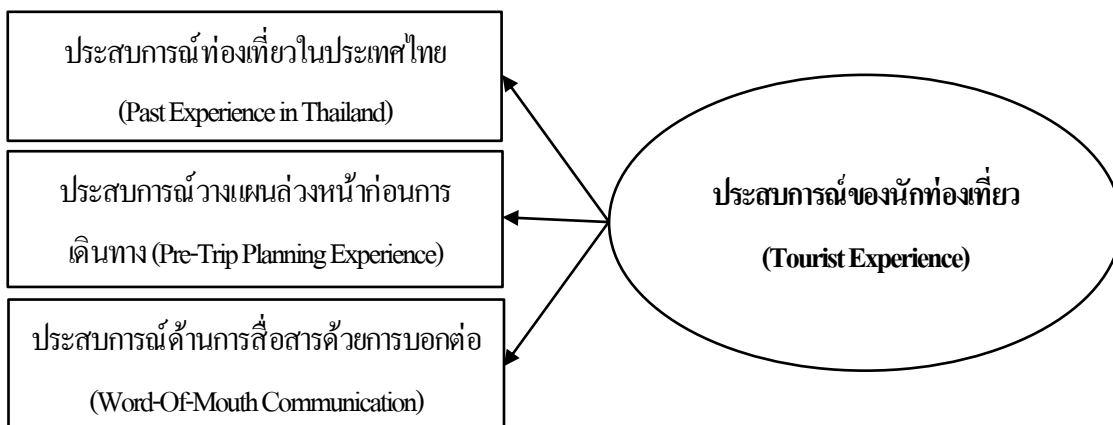 ประสบการณ์ท่องเที่ยวในประเทศไทย
(Past Experience in Thailand)
ประสบการณ์วางแผนล่วงหน้าก่อนการ
เดินทาง (Pre-Trip Planning Experience)
ประสบการณ์ด้านการสื่อสารด้วยการบอกต่อ
(Word-Of-Mouth Communication)
ประสบการณ์ของนักท่องเที่ยว
(Tourist Experience)